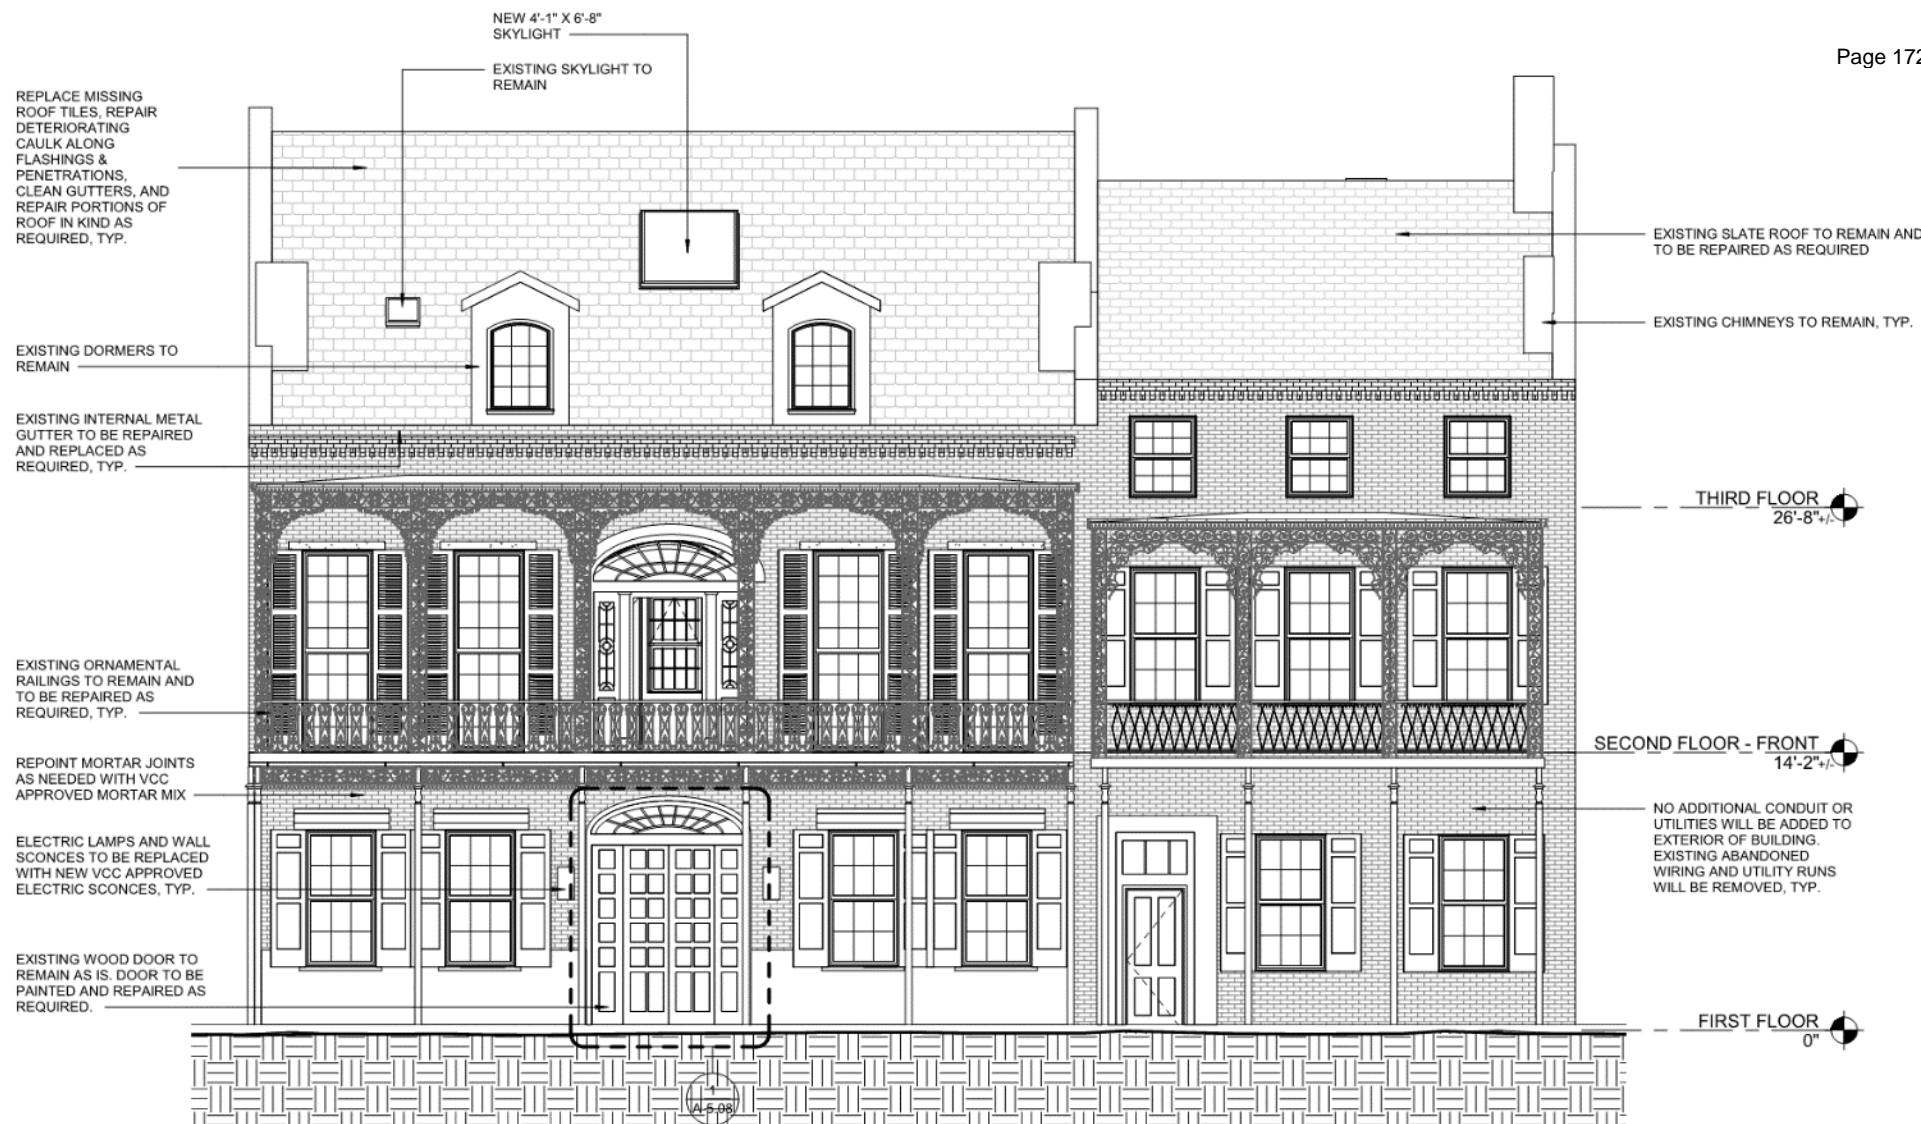 NEW 4'-1" X 6'-8"
SKYLIGHT
Page 172
EXISTING SKYLIGHT TO
REMAIN
REPLACE MISSING
ROOF TILES, REPAIR
DETERIORATING
CAULK ALONG
FLASHINGS &
PENETRATIONS,
CLEAN GUTTERS, AND
REPAIR PORTIONS OF
ROOF IN KIND AS
REQUIRED, TYP.
EXISTING SLATE ROOF TO REMAIN AND
TO BE REPAIRED AS REQUIRED
EXISTING CHIMNEYS TO REMAIN, TYP.
EXISTING DORMERS TO
REMAIN
EXISTING INTERNAL METAL
GUTTER TO BE REPAIRED
AND REPLACED AS
REQUIRED, TYP.
THIRD FLOOR
26'-8"+/-
EXISTING ORNAMENTAL
RAILINGS TO REMAIN AND
TO BE REPAIRED AS
REQUIRED, TYP.
SECOND FLOOR - FRONT
14'-2"+/-
REPOINT MORTAR JOINTS
AS NEEDED WITH VCC
APPROVED MORTAR MIX
NO ADDITIONAL CONDUIT OR
UTILITIES WILL BE ADDED TO
EXTERIOR OF BUILDING.
EXISTING ABANDONED
WIRING AND UTILITY RUNS
WILL BE REMOVED, TYP.
ELECTRIC LAMPS AND WALL
SCONCES TO BE REPLACED
WITH NEW VCC APPROVED
ELECTRIC SCONCES, TYP.
EXISTING WOOD DOOR TO
REMAIN AS IS. DOOR TO BE
PAINTED AND REPAIRED AS
REQUIRED.
FIRST FLOOR
0"
1
A-5.08